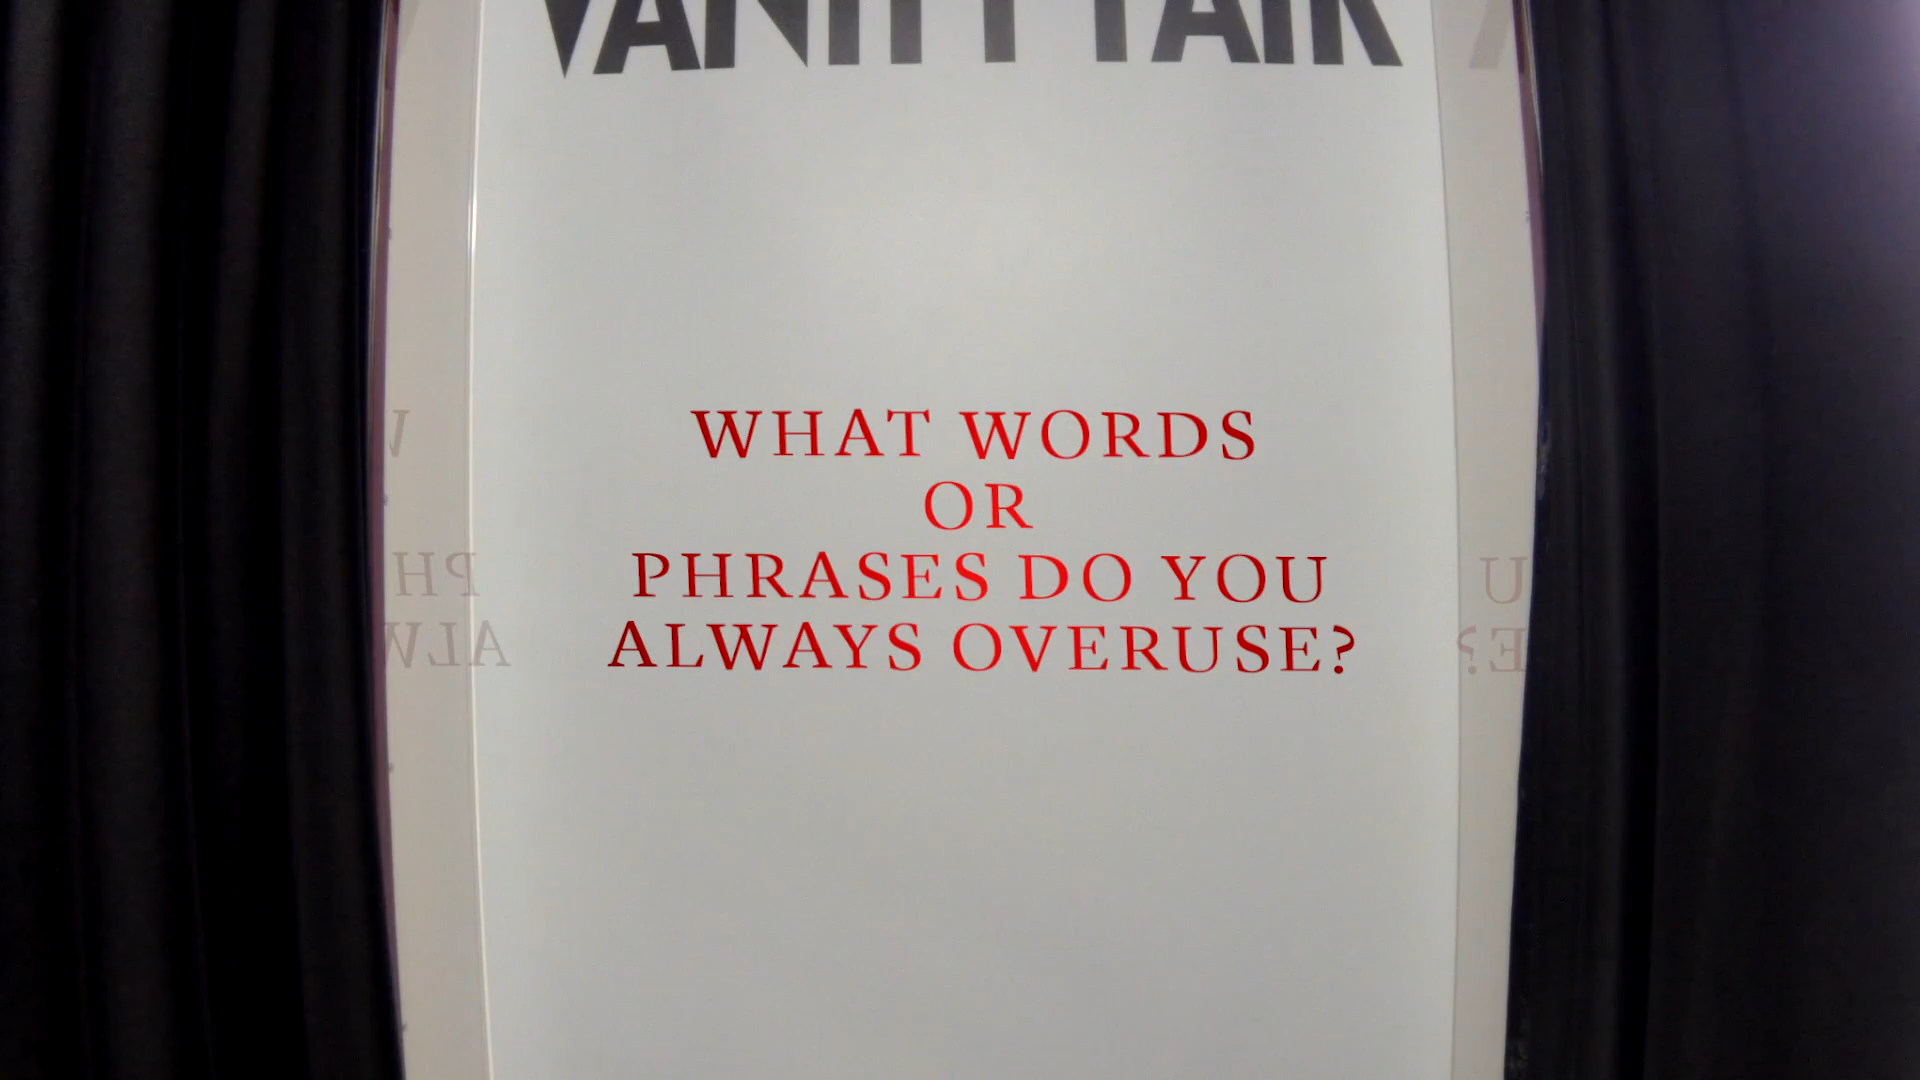 VANITY FAIR
WHAT WORDS
OR
PHRASES DO YOU
ALWAYS OVERUSE?